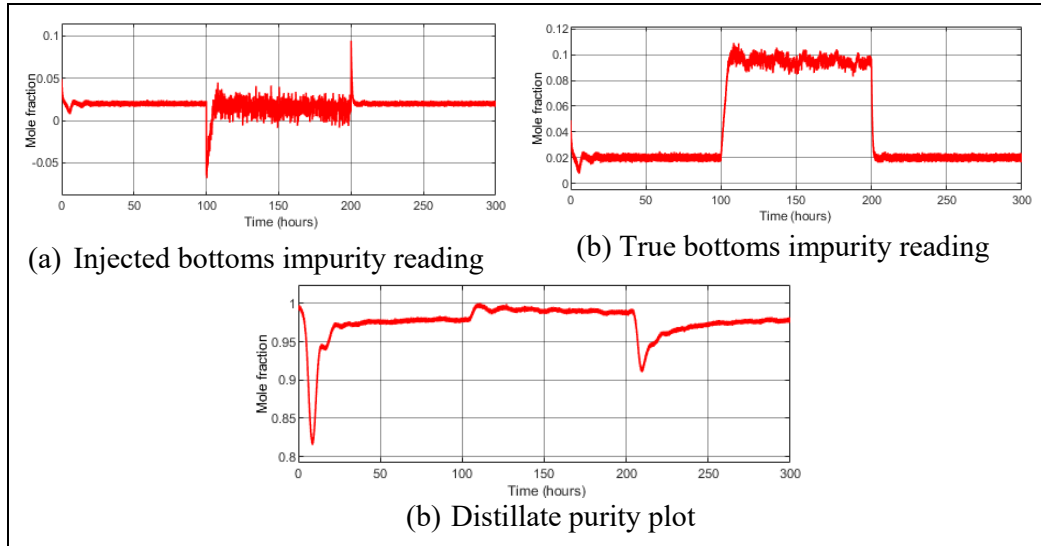 0.1
0.05
0
-0.05
Mole fraction
0 100 200 300
Time (hours)
(a) Injected bottoms impurity reading
0.12
0.1
0.08
0.06
0.04
0.02
0
Mole fraction
0 50 100 150 200 250 300
Time (hours)
(b) True bottoms impurity reading
1
0.95
0.9
0.85
0.8
Mole fraction
0 50 100 150 200 250 300
Time (hours)
(b) Distillate purity plot